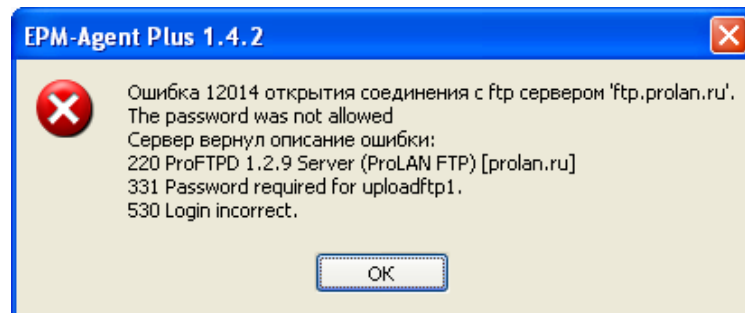 EPM-Agent Plus 1.4.2
Ошибка 12014 открытия соединения с ftp сервером 'ftp.prolan.ru'.
The password was not allowed
Сервер вернул описание ошибки:
220 ProFTPD 1.2.9 Server (ProLAN FTP) [prolan.ru]
331 Password required for uploadftp1.
530 Login incorrect.
OK